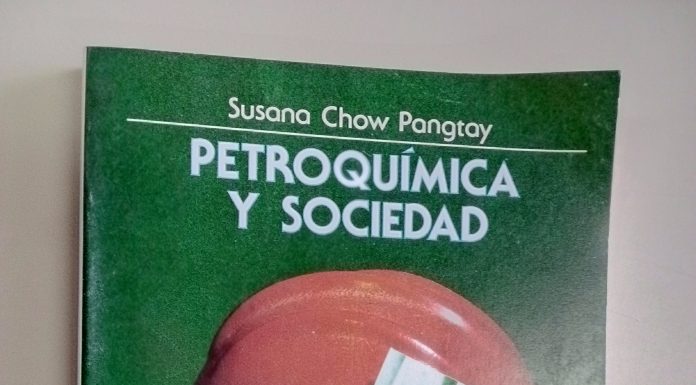 Susana Chow Pangtay
PETROQUÍMICA
Y SOCIEDAD